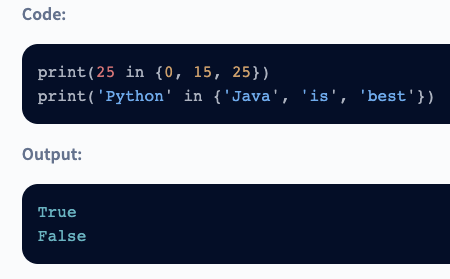 Code:
print(25 in {0, 15, 25})
print('Python' in {'Java', 'is', 'best'})
Output:
True
False